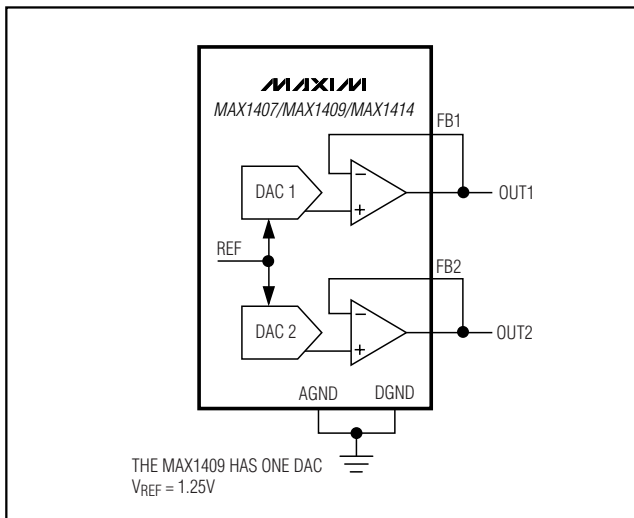 MAXIM
MAX1407/MAX1409/MAX1414
FB1
DAC 1
−
+
OUT1
REF
FB2
DAC 2
−
+
OUT2
AGND DGND
THE MAX1409 HAS ONE DAC
VREF = 1.25V